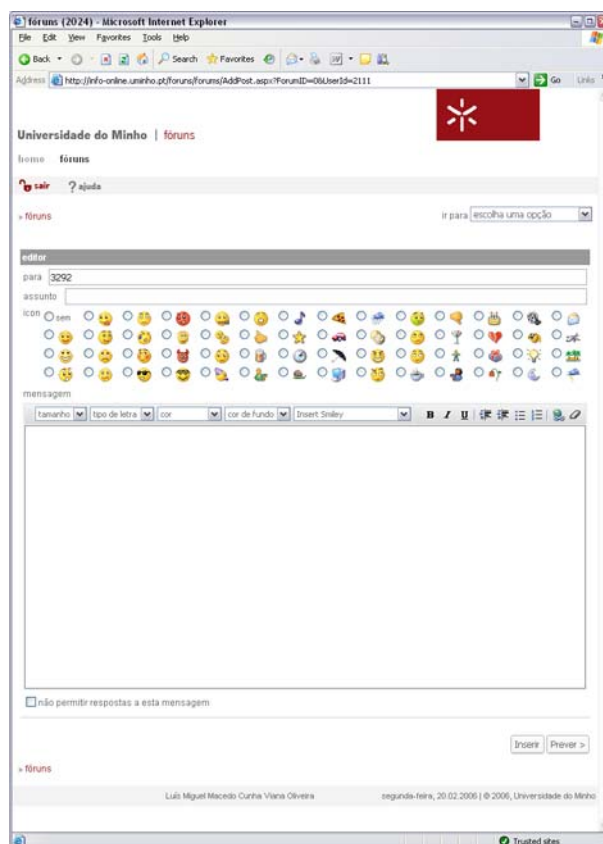 fóruns (2024) - Microsoft Internet Explorer
File Edit View Favorites Tools Help
Back Search Favorites
Address http://info-online.uminho.pt/foruns/forums/AddPost.aspx?ForumID=0&UserId=2111 Go Links
Universidade do Minho | fóruns
home fóruns
sair ? ajuda
» fóruns ir para escolha uma opção
editor
para 3292
assunto
icon sem
mensagem
tamanho tipo de letra cor cor de fundo Insert Smiley B I U
não permitir respostas a esta mensagem
Inserir Prever >
» fóruns
Luís Miguel Macedo Cunha Viana Oliveira segunda-feira, 20.02.2006 | © 2006, Universidade do Minho
Trusted sites